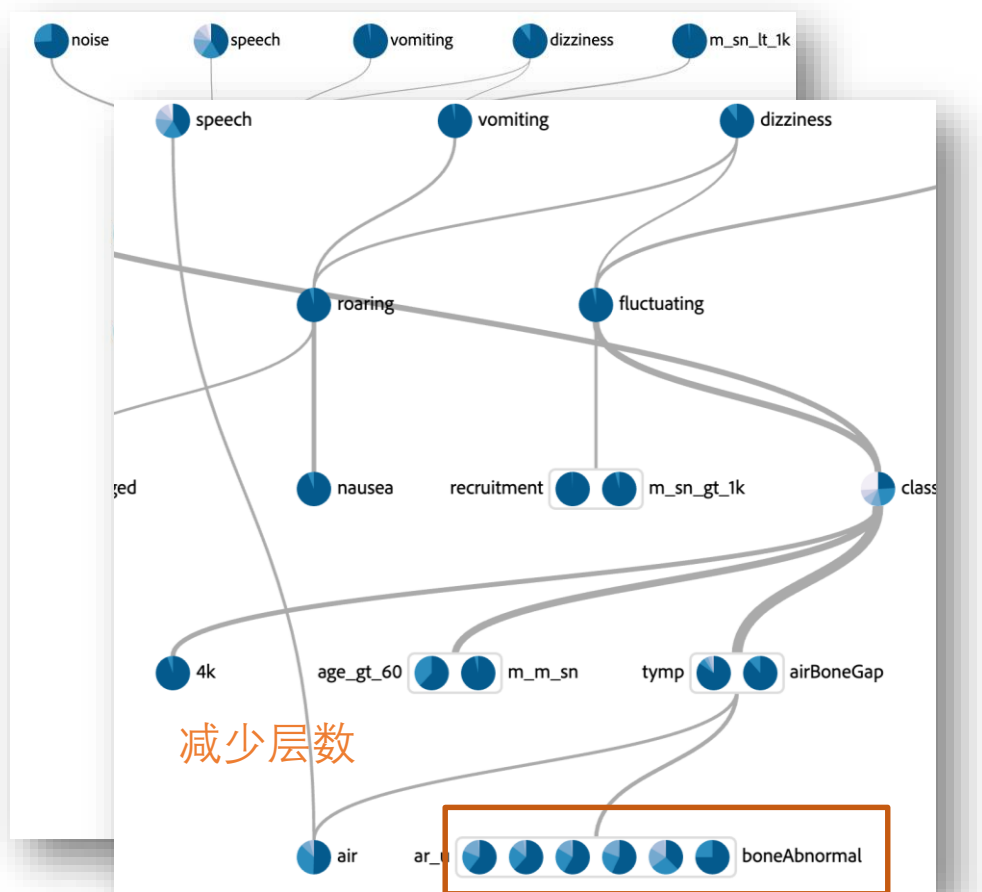 noise speech vomiting dizziness m_sn_lt_1k
speech vomiting dizziness
roaring fluctuating
ged nausea recruitment m_sn_gt_1k class
4k age_gt_60 m_m_sn tymp airBoneGap
减少层数
air ar_u boneAbnormal